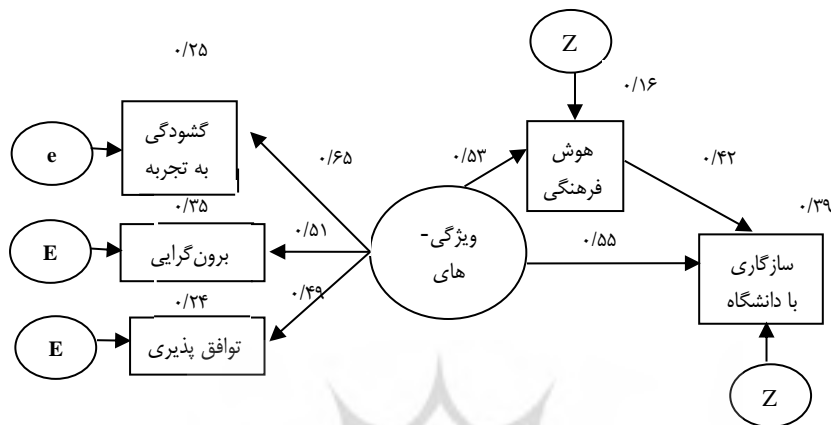 ۰/۲۵
Z
۰/۱۶
گشودگی
به تجربه
e
۰/۶۵
۰/۵۳
هوش
فرهنگی
۰/۴۲
۰/۳۵
۰/۳۹
E
برون‌گرایی
۰/۵۱
ویژگی-
های
۰/۵۵
سازگاری
با دانشگاه
۰/۲۴
۰/۴۹
E
توافق پذیری
Z